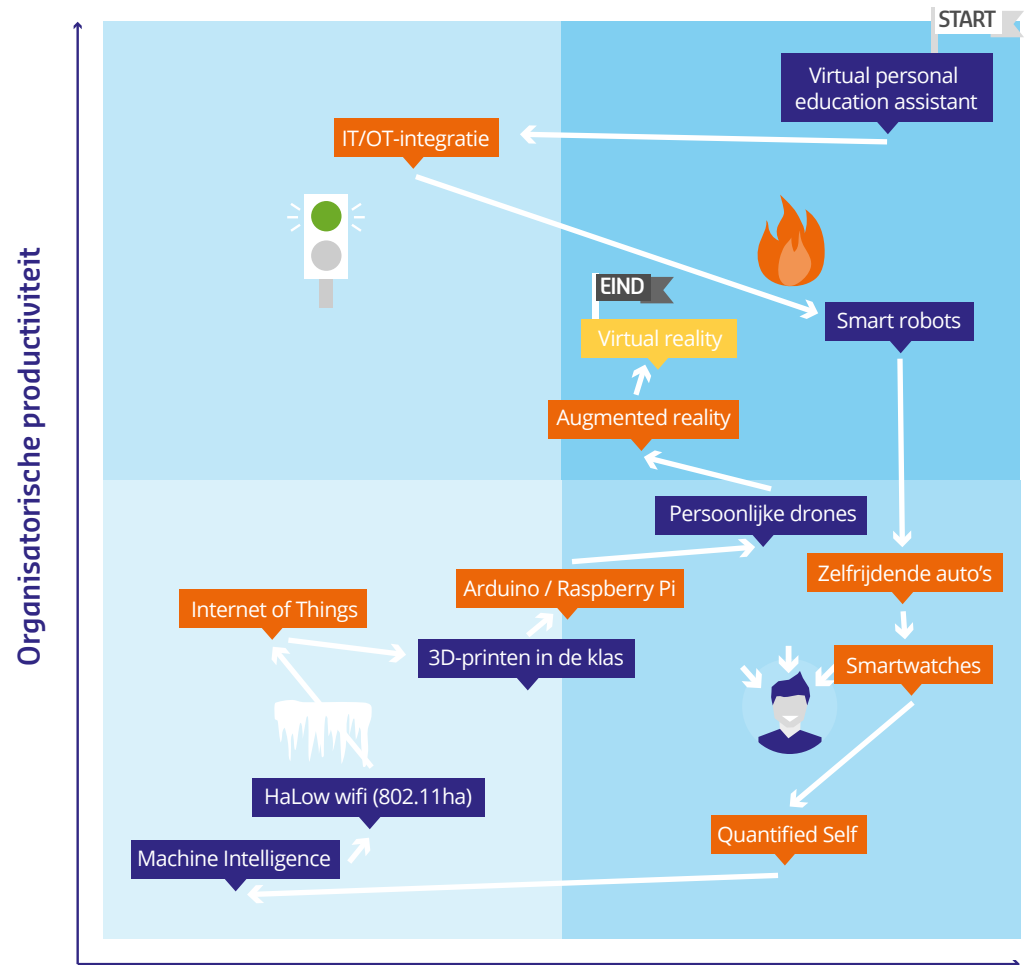 START
Virtual personal
education assistant
IT/OT-integratie
EIND
Smart robots
Virtual reality
Augmented reality
Persoonlijke drones
Zelfrijdende auto's
Arduino / Raspberry Pi
Internet of Things
3D-printen in de klas
Smartwatches
HaLow wifi (802.11ha)
Quantified Self
Machine Intelligence
Organisatorische productiviteit